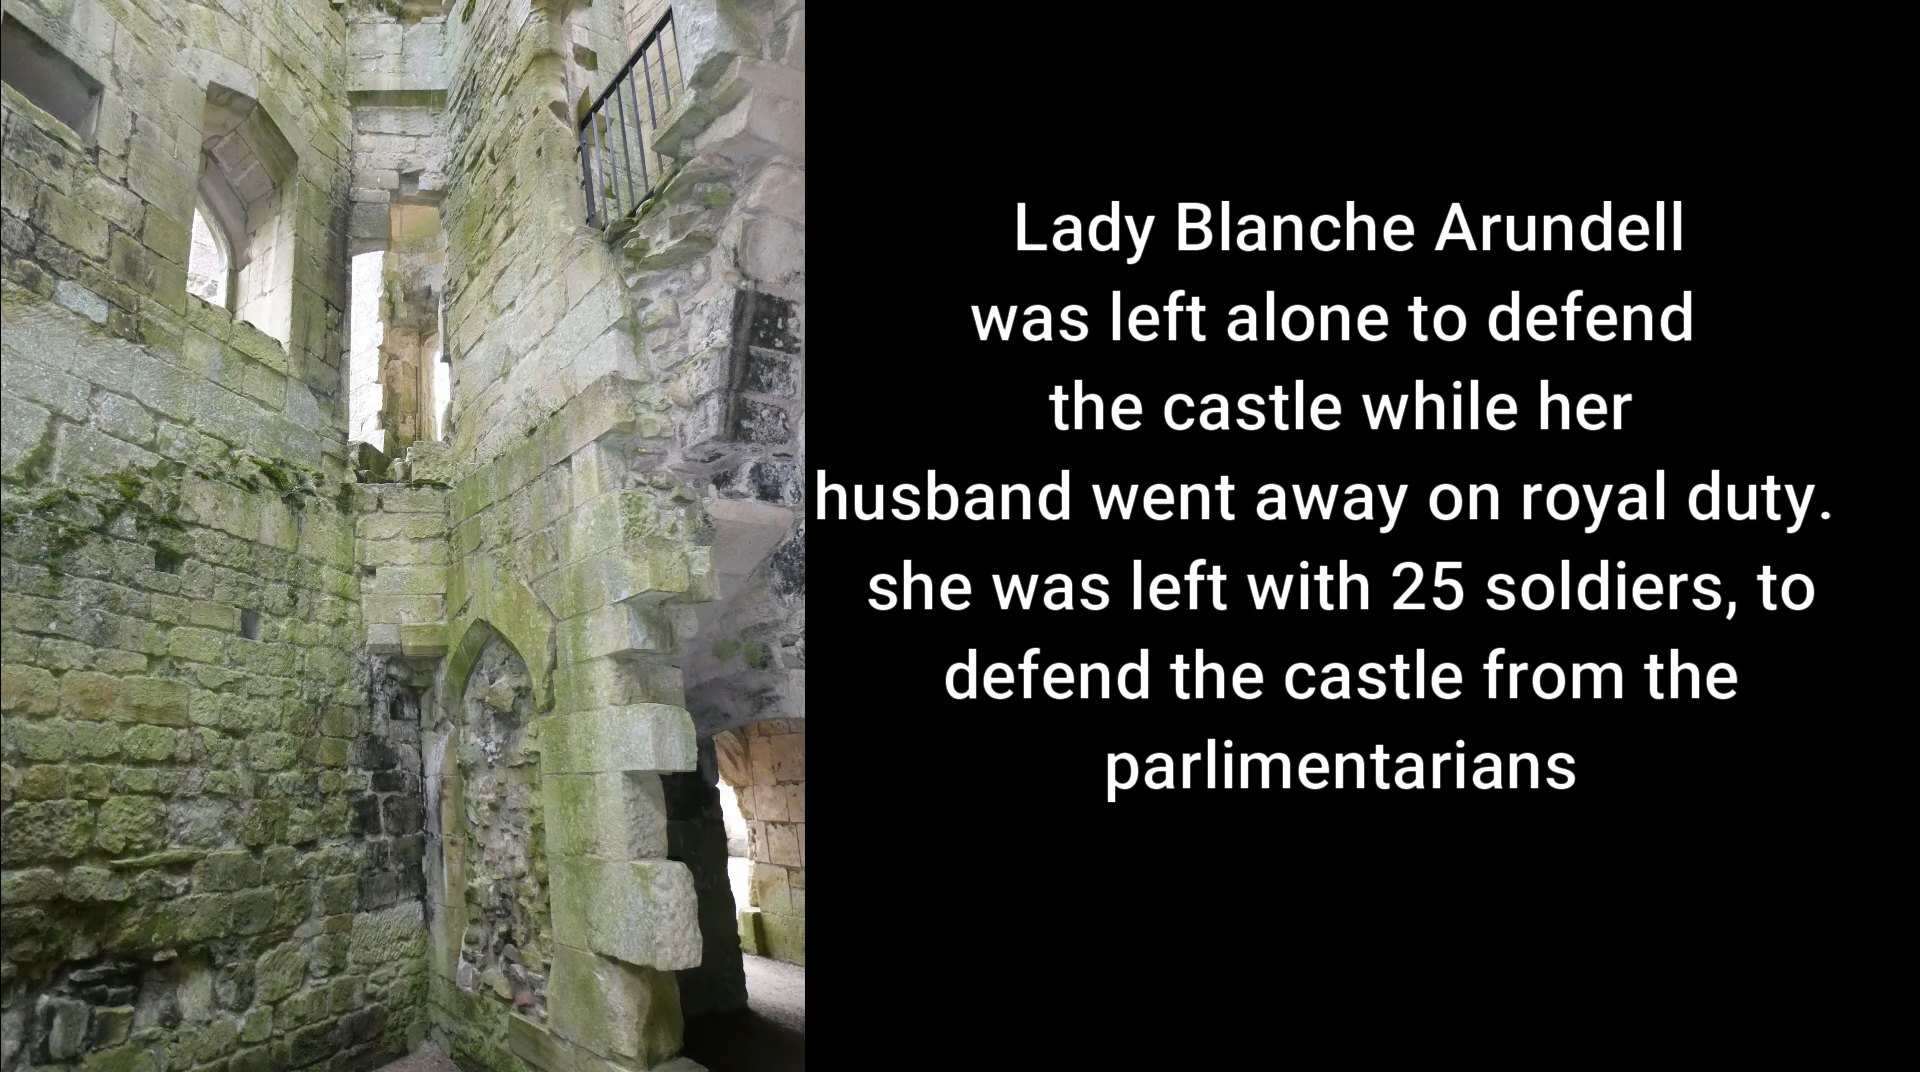 Lady Blanche Arundell
was left alone to defend
the castle while her
husband went away on royal duty.
she was left with 25 soldiers, to
defend the castle from the
parlimentarians